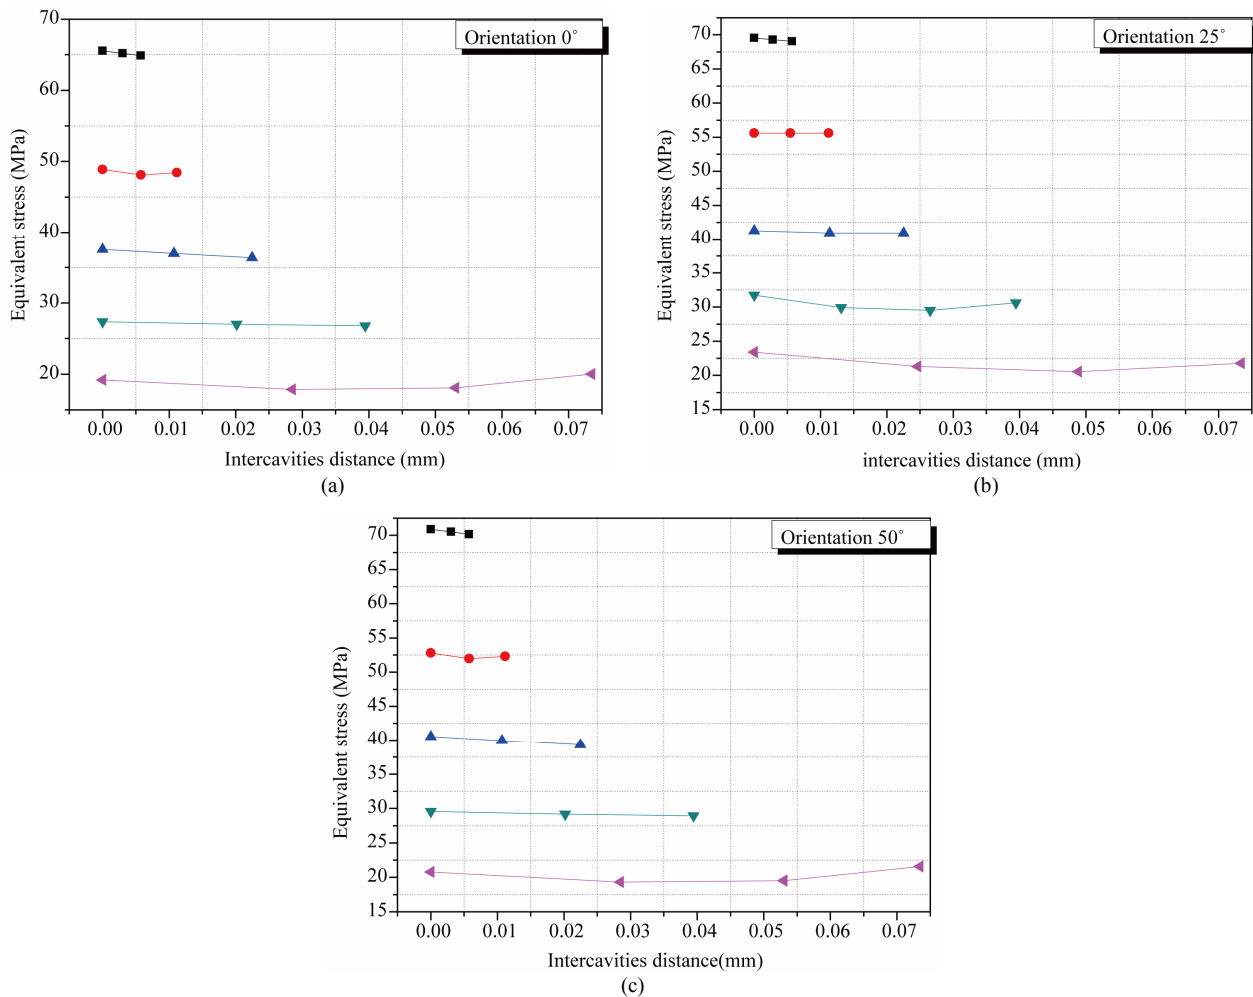 70
60
50
40
30
20
Equivalent stress (MPa)
Orientation 0°
0.00 0.01 0.02 0.03 0.04 0.05 0.06 0.07
Intercavities distance (mm)
(a)
70
65
60
55
50
45
40
35
30
25
20
15
Equivalent stress (MPa)
Orientation 25°
0.00 0.01 0.02 0.03 0.04 0.05 0.06 0.07
intercavities distance (mm)
(b)
70
65
60
55
50
45
40
35
30
25
20
15
Equivalent stress (MPa)
Orientation 50°
0.00 0.01 0.02 0.03 0.04 0.05 0.06 0.07
Intercavities distance(mm)
(c)